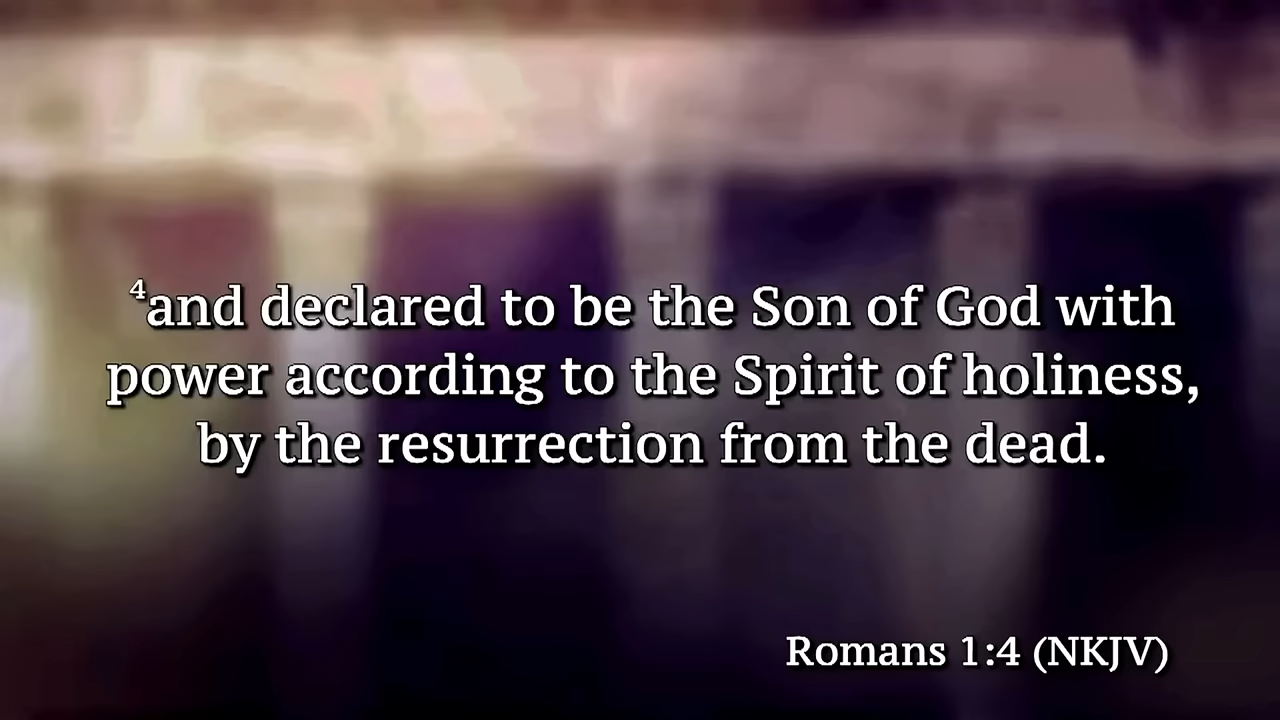 ⁴and declared to be the Son of God with
power according to the Spirit of holiness,
by the resurrection from the dead.
Romans 1:4 (NKJV)